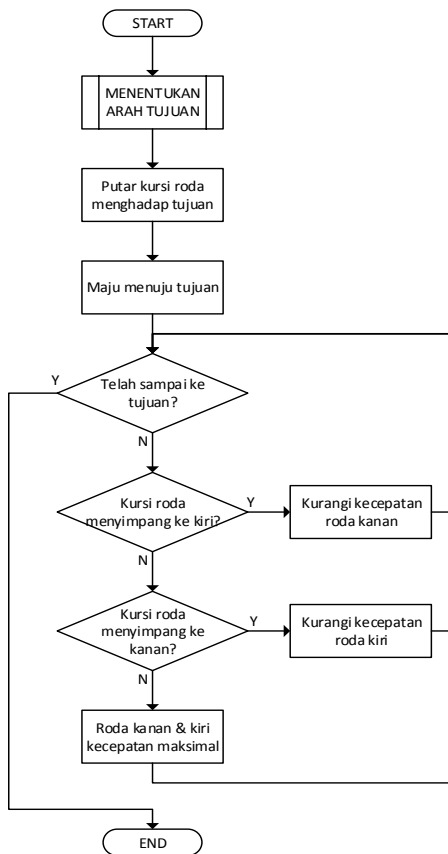 START
MENENTUKAN
ARAH TUJUAN
Putar kursi roda
menghadap tujuan
Maju menuju tujuan
Y
Telah sampai ke
tujuan?
N
Kursi roda
menyimpang ke kiri?
Y
Kurangi kecepatan
roda kanan
N
Kursi roda
menyimpang ke
kanan?
Y
Kurangi kecepatan
roda kiri
N
Roda kanan & kiri
kecepatan maksimal
END